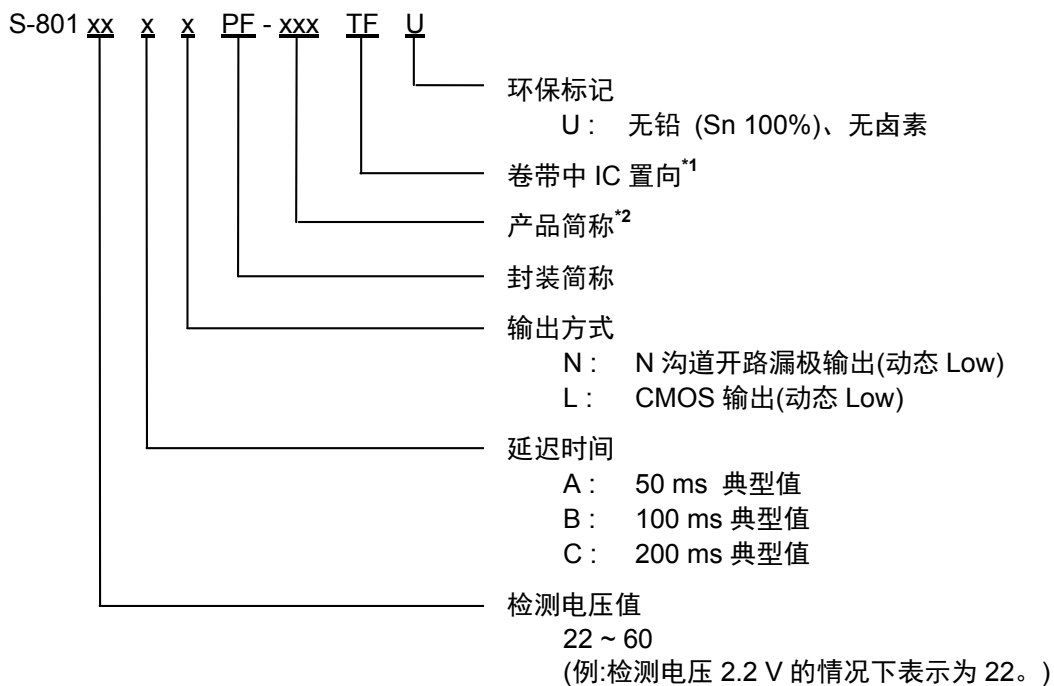 S-801 xx x x PF - xxx TF U
环保标记
U : 无铅 (Sn 100%)、无卤素
卷带中 IC 置向*1
产品简称*2
封装简称
输出方式
N : N 沟道开路漏极输出(动态 Low)
L : CMOS 输出(动态 Low)
延迟时间
A : 50 ms 典型值
B : 100 ms 典型值
C : 200 ms 典型值
检测电压值
22 ~ 60
(例:检测电压 2.2 V 的情况下表示为 22。)